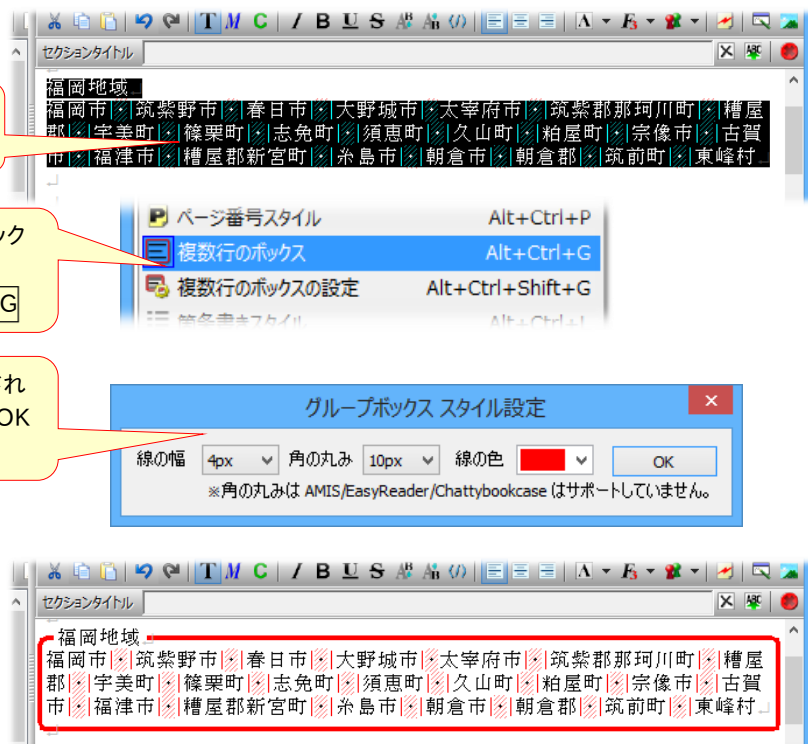 T M C / B U S
セクションタイトル
福岡地域
福岡市・筑紫野市・春日市・大野城市・太宰府市・筑紫郡那珂川町・糟屋
郡・宇美町・篠栗町・志免町・須恵町・久山町・粕屋町・宗像市・古賀
市・福津市・糟屋郡新宮町・糸島市・朝倉市・朝倉郡・筑前町・東峰村
ページ番号スタイル Alt+Ctrl+P
ック
複数行のボックス Alt+Ctrl+G
複数行のボックスの設定 Alt+Ctrl+Shift+G
G
箇条書きスタイル Alt+Ctrl+L
され
OK
グループボックス スタイル設定
線の幅 4px 角の丸み 10px 線の色 OK
※角の丸みは AMIS/EasyReader/Chattybookcase はサポートしていません。
T M C / B U S
セクションタイトル
福岡地域
福岡市・筑紫野市・春日市・大野城市・太宰府市・筑紫郡那珂川町・糟屋
郡・宇美町・篠栗町・志免町・須恵町・久山町・粕屋町・宗像市・古賀
市・福津市・糟屋郡新宮町・糸島市・朝倉市・朝倉郡・筑前町・東峰村